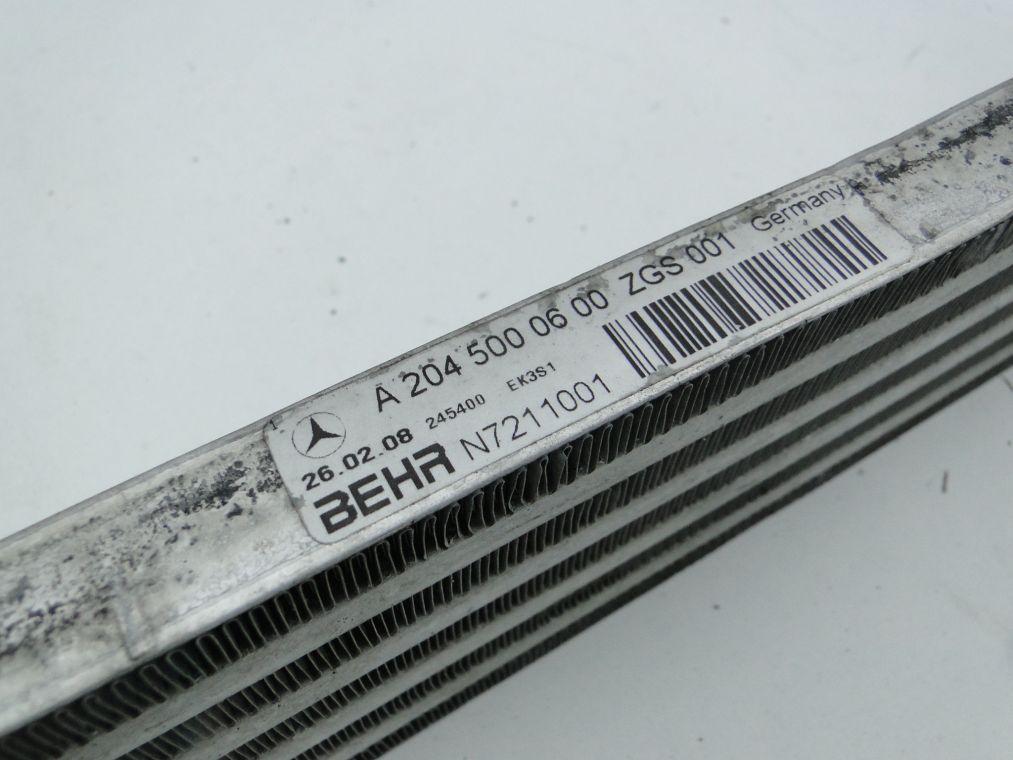 A 204 500 06 00 ZGS 001 Germany
26.02.08 245400 EK3S1
BEHR N7211001